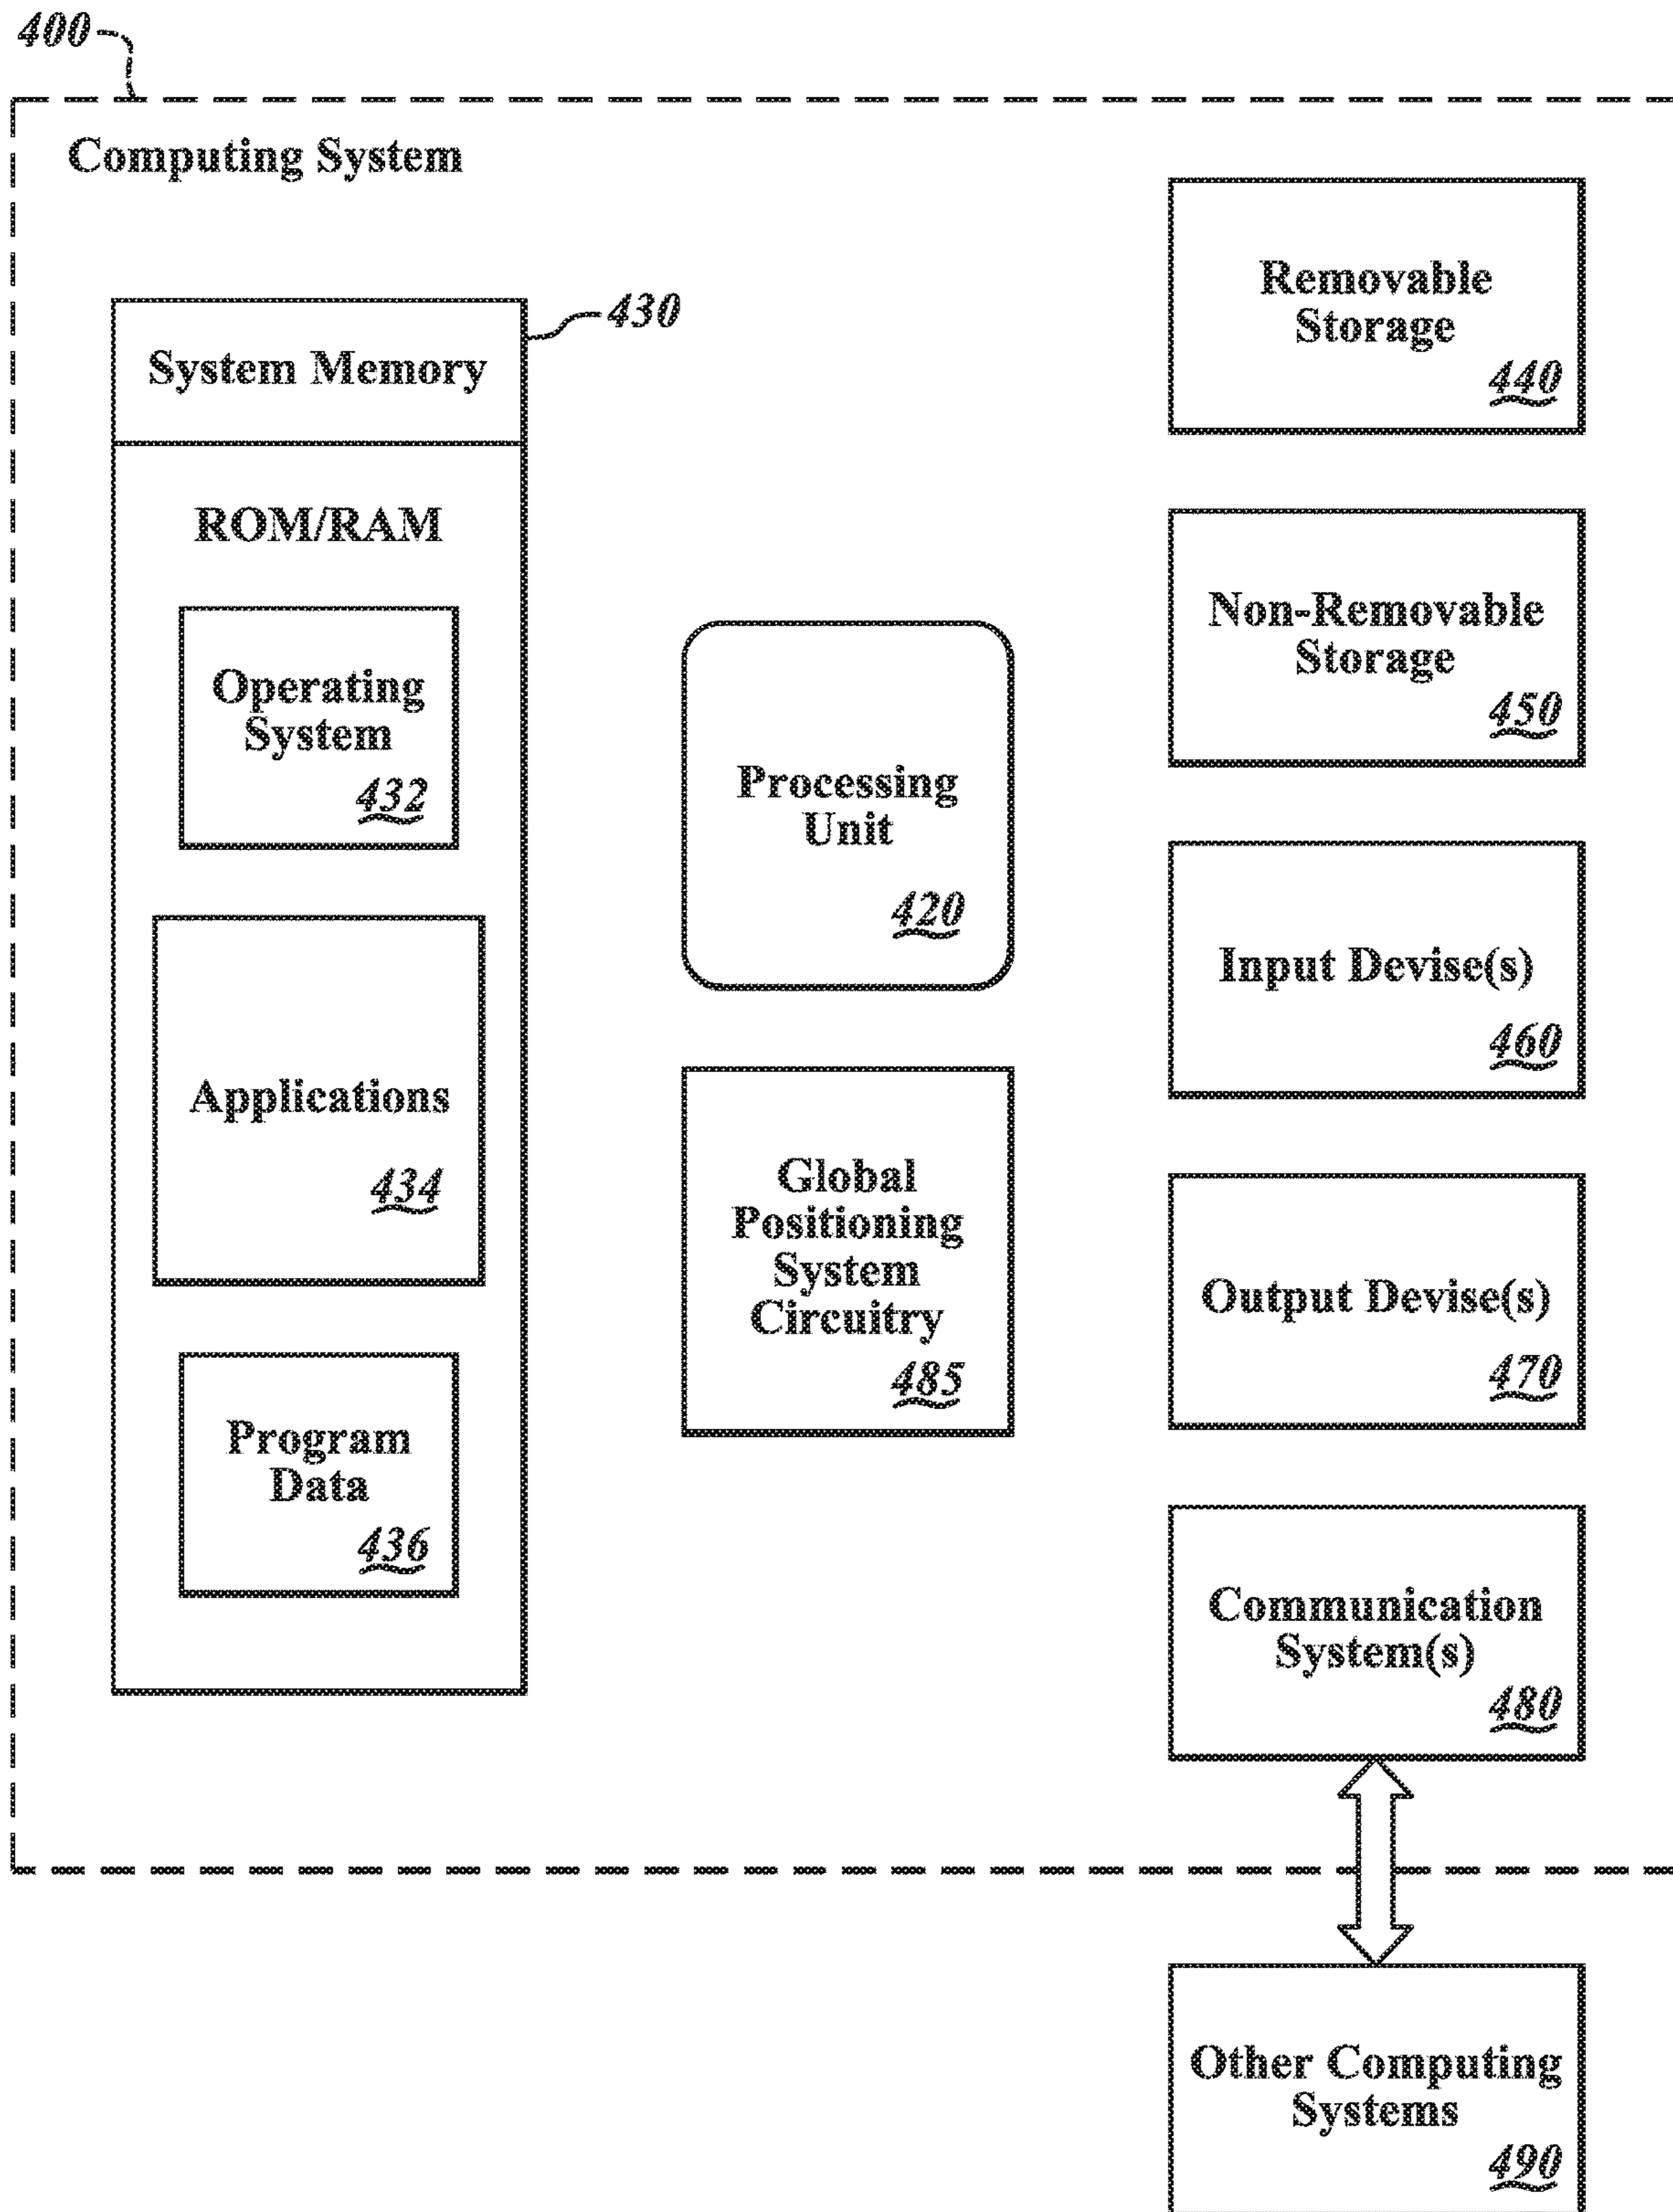 400
Computing System
430
System Memory
ROM/RAM
Operating
System
432
Applications
434
Program
Data
436
Processing
Unit
420
Global
Positioning
System
Circuitry
485
Removable
Storage
440
Non-Removable
Storage
450
Input Devise(s)
460
Output Devise(s)
470
Communication
System(s)
480
Other Computing
Systems
490